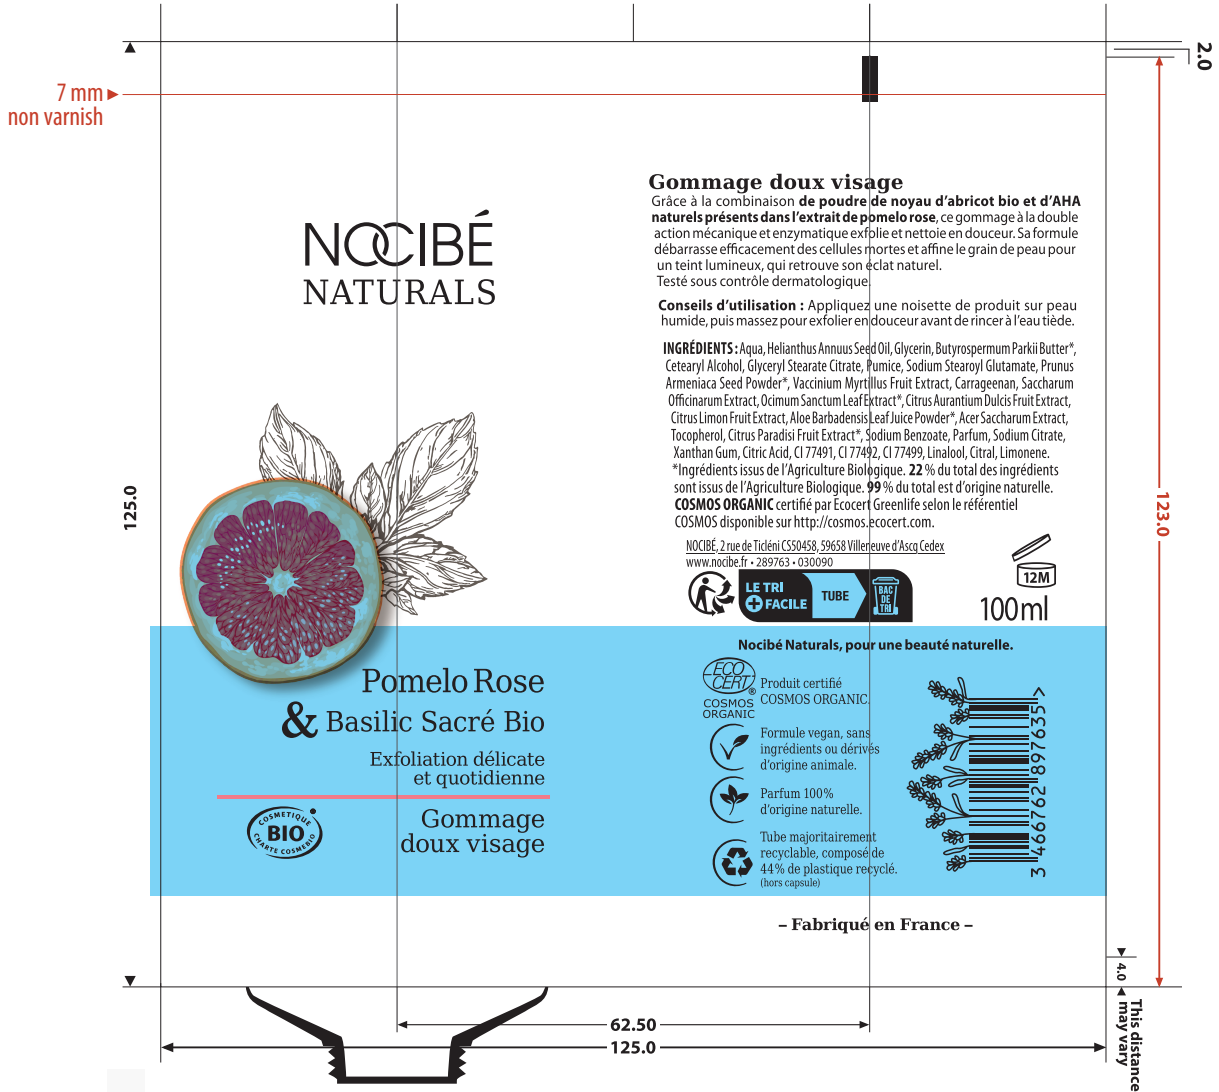 2.0
7 mm
non varnish
NOCIBÉ
NATURALS
Gommage doux visage
Grâce à la combinaison de poudre de noyau d'abricot bio et d'AHA
naturels présents dans l'extrait de pomelo rose, ce gommage à la double
action mécanique et enzymatique exfolie et nettoie en douceur. Sa formule
débarrasse efficacement des cellules mortes et affine le grain de peau pour
un teint lumineux, qui retrouve son éclat naturel.
Testé sous contrôle dermatologique.
Conseils d'utilisation : Appliquez une noisette de produit sur peau
humide, puis massez pour exfolier en douceur avant de rincer à l'eau tiède.
INGRÉDIENTS : Aqua, Helianthus Annuus Seed Oil, Glycerin, Butyrospermum Parkii Butter*,
Cetearyl Alcohol, Glyceryl Stearate Citrate, Pumice, Sodium Stearoyl Glutamate, Prunus
Armeniaca Seed Powder*, Vaccinium Myrtillus Fruit Extract, Carrageenan, Saccharum
Officinarum Extract, Ocimum Sanctum Leaf Extract*, Citrus Aurantium Dulcis Fruit Extract,
Citrus Limon Fruit Extract, Aloe Barbadensis Leaf Juice Powder*, Acer Saccharum Extract,
Tocopherol, Citrus Paradisi Fruit Extract*, Sodium Benzoate, Parfum, Sodium Citrate,
Xanthan Gum, Citric Acid, CI 77491, CI 77492, CI 77499, Linalool, Citral, Limonene.
*Ingrédients issus de l'Agriculture Biologique. 22 % du total des ingrédients
sont issus de l'Agriculture Biologique. 99 % du total est d'origine naturelle.
COSMOS ORGANIC certifié par Ecocert Greenlife selon le référentiel
COSMOS disponible sur http://cosmos.ecocert.com.
NOCIBÉ, 2 rue de Ticléni CS50458, 59658 Villeneuve d'Ascq Cedex
www.nocibe.fr • 289763 • 030090
LE TRI
+ FACILE
TUBE
BAC
DE
TRI
12M
100 ml
125.0
123.0
Pomelo Rose
& Basilic Sacré Bio
Exfoliation délicate
et quotidienne
Gommage
doux visage
COSMETIQUE
BIO
CHARTE COSMEBIO
Nocibé Naturals, pour une beauté naturelle.
ECO
CERT®
COSMOS
ORGANIC
Produit certifié
COSMOS ORGANIC.
Formule vegan, sans
ingrédients ou dérivés
d'origine animale.
Parfum 100%
d'origine naturelle.
Tube majoritairement
recyclable, composé de
44% de plastique recyclé.
(hors capsule)
3 466762 897635 >
– Fabriqué en France –
4.0
This distance
may vary
62.50
125.0